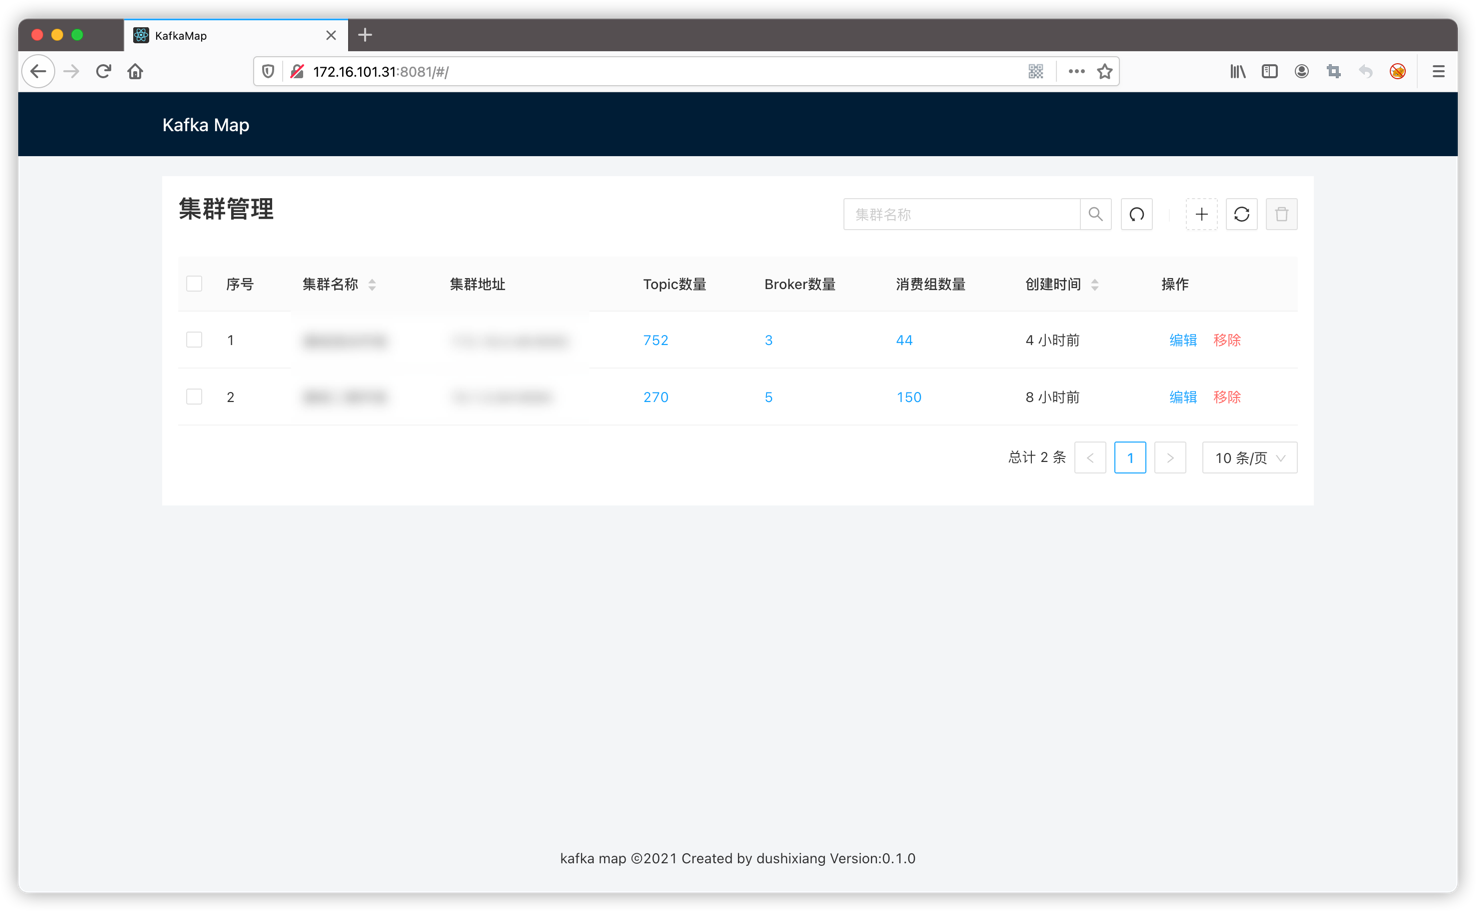 KafkaMap
172.16.101.31:8081/#/
Kafka Map
集群管理
集群名称
序号 集群名称 集群地址 Topic数量 Broker数量 消费组数量 创建时间 操作
1 752 3 44 4 小时前 编辑 移除
2 270 5 150 8 小时前 编辑 移除
总计 2 条 < 1 > 10 条/页
kafka map ©2021 Created by dushixiang Version:0.1.0